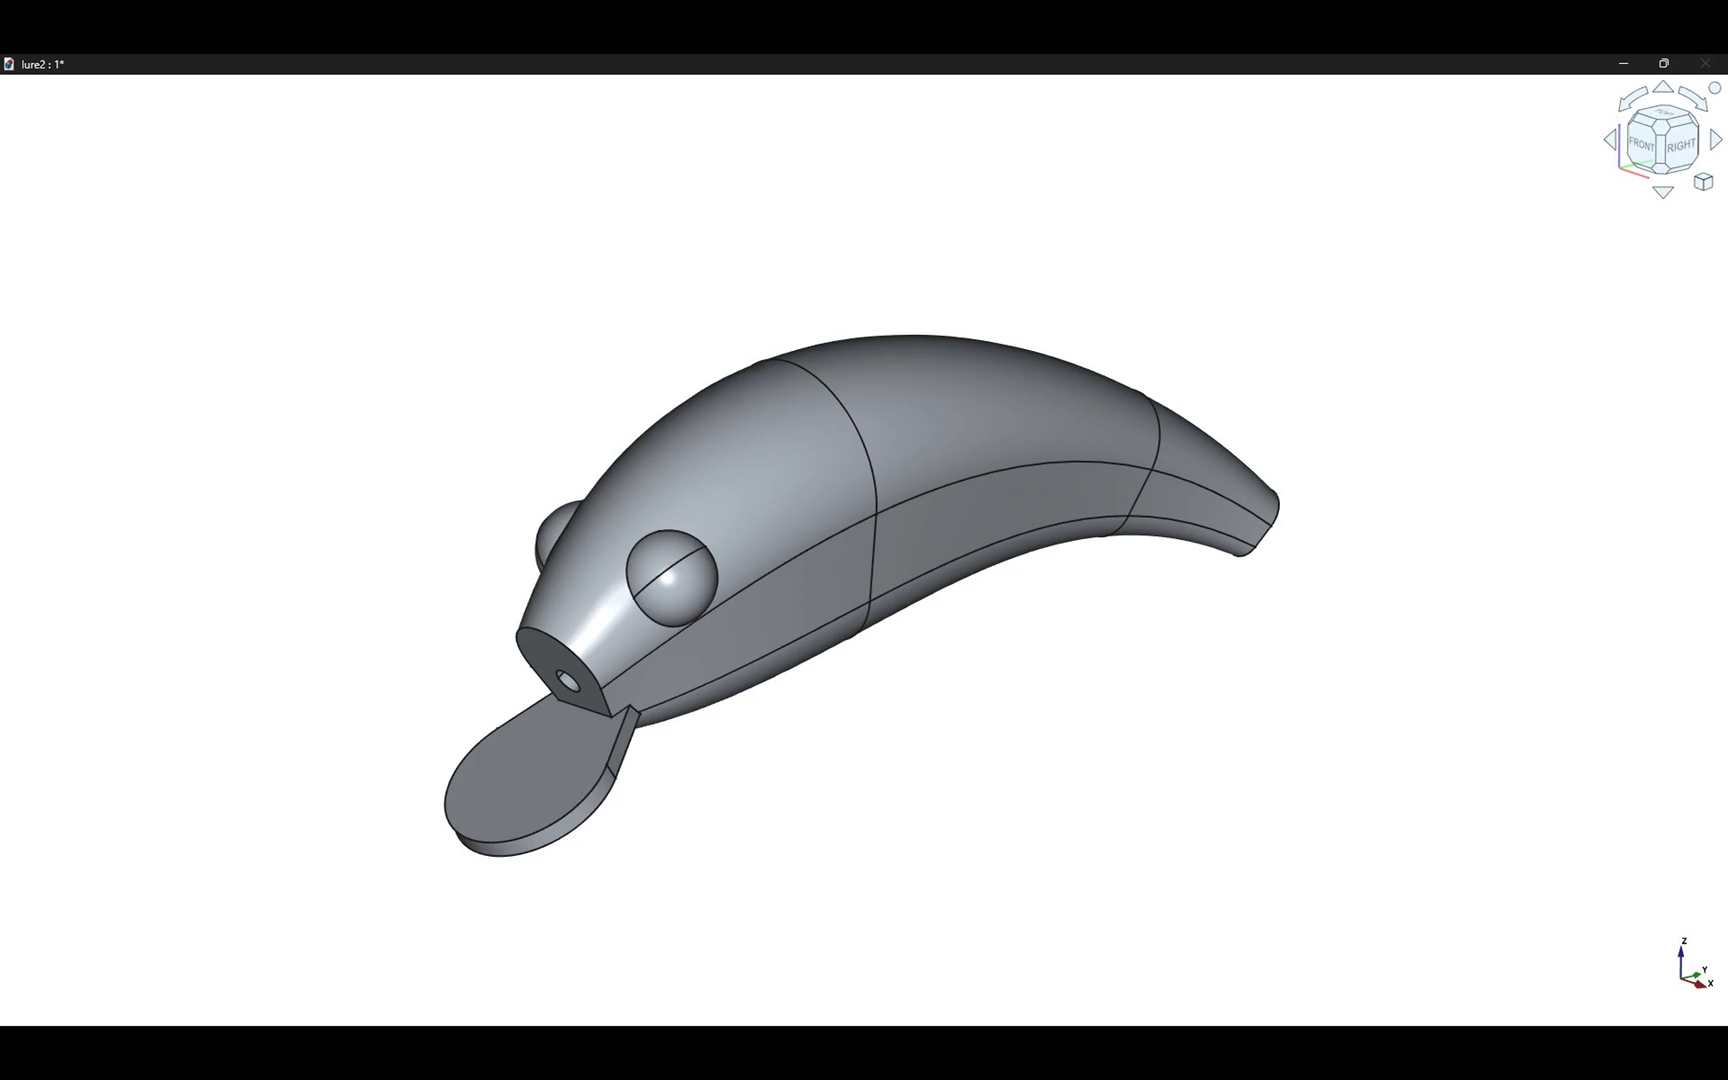 lure2 : 1*
FRONT
RIGHT
Z
Y
X